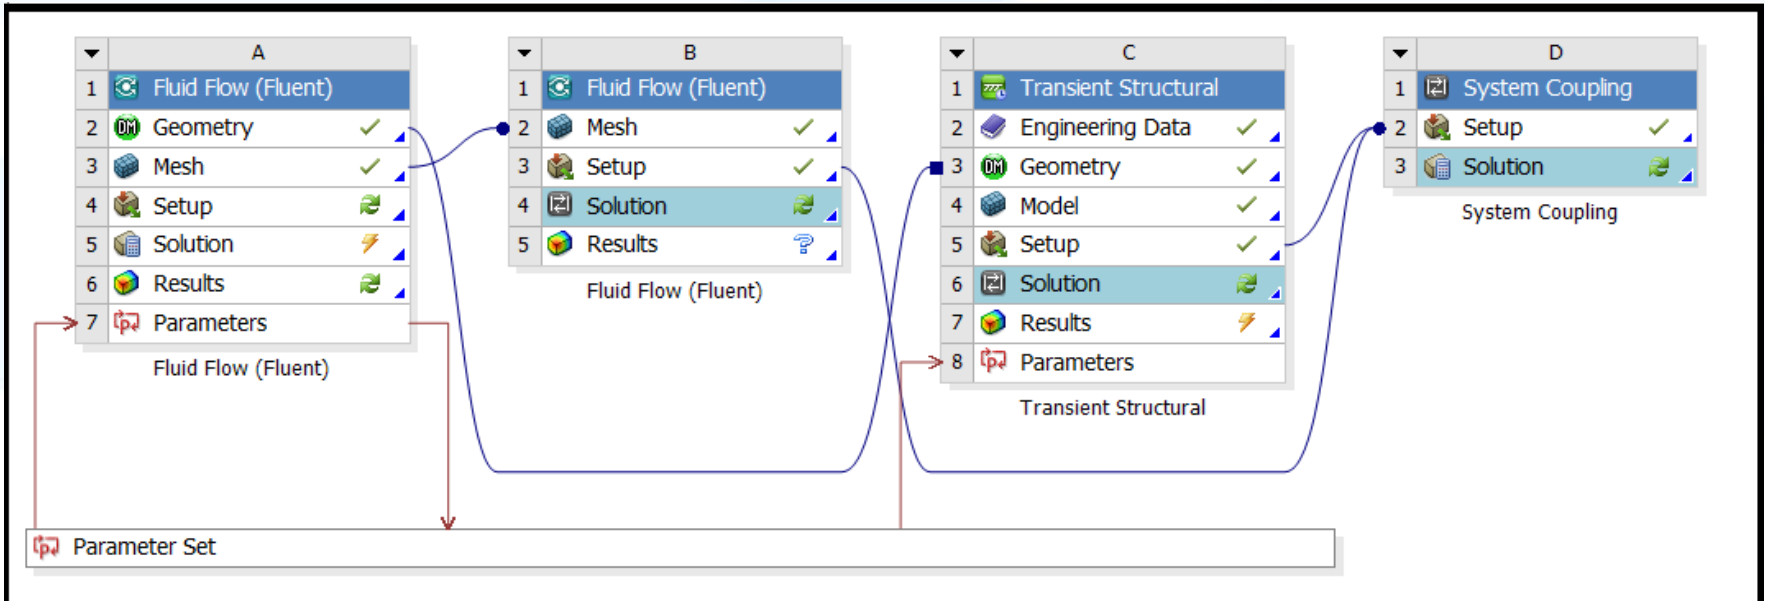 A
1 Fluid Flow (Fluent)
2 DM Geometry
3 Mesh
4 Setup
5 Solution
6 Results
7 Parameters
Fluid Flow (Fluent)
B
1 Fluid Flow (Fluent)
2 Mesh
3 Setup
4 Solution
5 Results
Fluid Flow (Fluent)
C
1 Transient Structural
2 Engineering Data
3 DM Geometry
4 Model
5 Setup
6 Solution
7 Results
8 Parameters
Transient Structural
D
1 System Coupling
2 Setup
3 Solution
System Coupling
Parameter Set